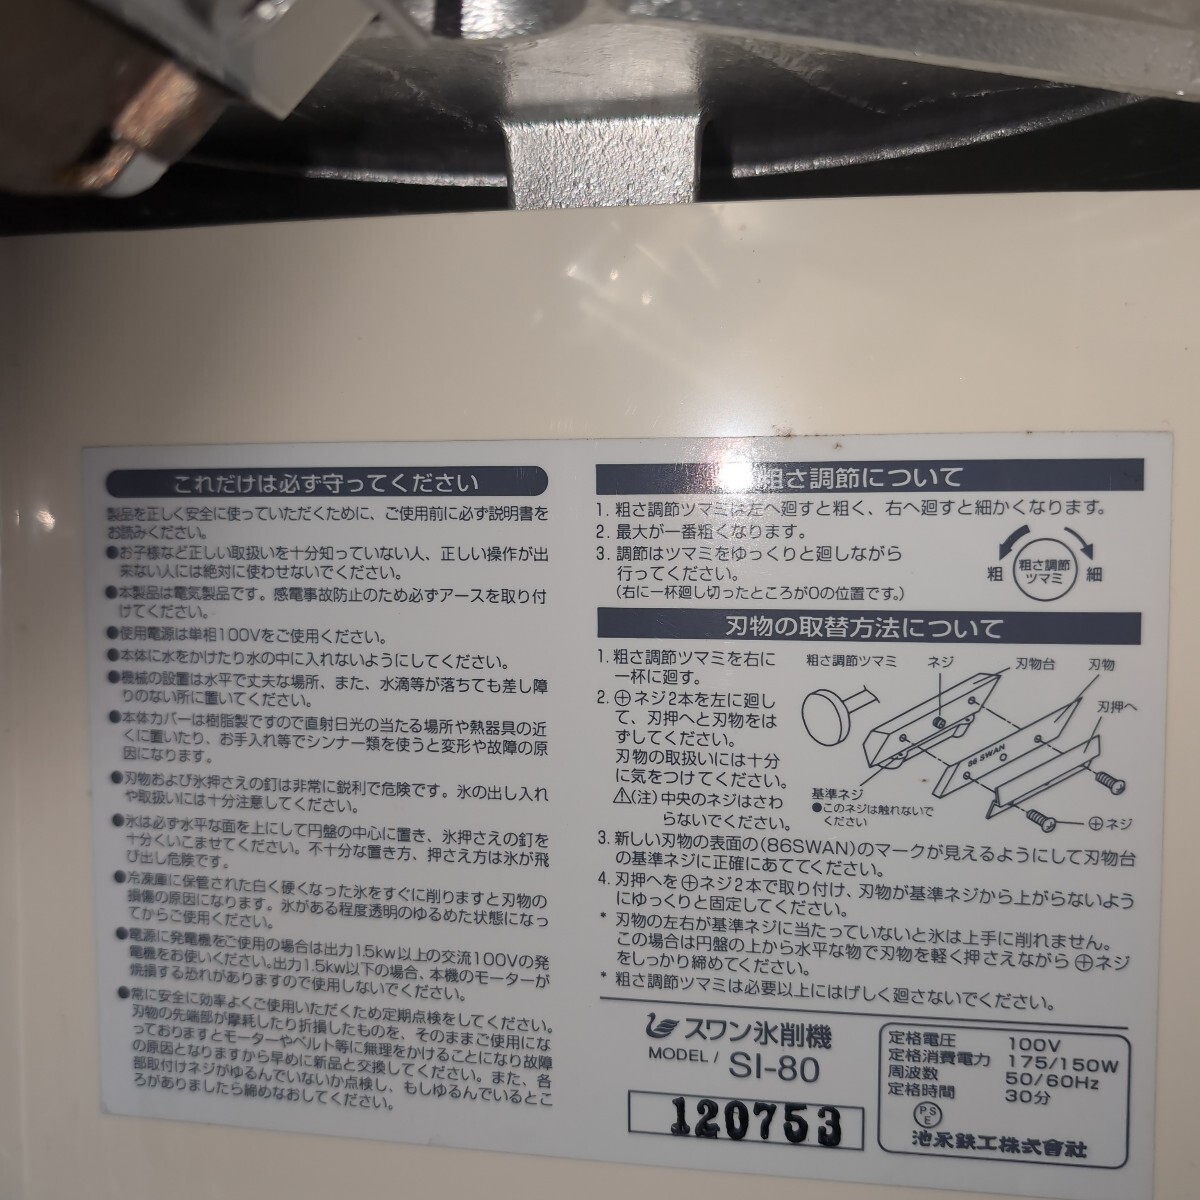 これだけは必ず守ってください
製品を正しく安全に使っていただくために、ご使用前に必ず説明書を
お読みください。
●お子様など正しい取扱いを十分知っていない人、正しい操作が出
来ない人には絶対に使わせないでください。
●本製品は電気製品です。感電事故防止のため必ずアースを取り付
けてください。
●使用電源は単相100Vをご使用ください。
●本体に水をかけたり水の中に入れないようにしてください。
●機械の設置は水平で丈夫な場所、また、水滴等が落ちても差し障
りのない所に置いてください。
●本体カバーは樹脂製ですので直射日光の当たる場所や熱器具の近
くに置いたり、お手入れ等でシンナー類を使うと変形や故障の原
因になります。
●刃物および氷押さえの釘は非常に鋭利で危険です。氷の出し入れ
や取扱いには十分注意してください。
●氷は必ず水平な面を上にして円盤の中心に置き、氷押さえの釘を
十分くいこませてください。不十分な置き方、押さえ方は氷が飛
び出し危険です。
●冷凍庫に保管された白く硬くなった氷をすぐに削りますと刃物の
損傷の原因になります。氷がある程度透明のゆるめた状態になっ
てからご使用ください。
●電源に発電機をご使用の場合は出力1.5kw以上の交流100Vの発
電機をお使いください。出力1.5kw以下の場合、本機のモーターが
焼損する恐れがありますので使用しないでください。
●常に安全に効率よくご使用いただくため定期点検をしてください。
刃物の先端部が摩耗したり折損したものを、そのままご使用にな
っておりますとモーターやベルト等に無理をかけることになり故障
の原因となりますから早めに新品と交換してください。また、各
部取付けネジがゆるんでいないか点検し、もしゆるんでいるとこ
ろがありましたら締めなおしてください。
粗さ調節について
1. 粗さ調節ツマミは左へ廻すと粗く、右へ廻すと細かくなります。
2. 最大が一番粗くなります。
3. 調節はツマミをゆっくりと廻しながら
行ってください。
(右に一杯廻し切ったところが0の位置です。)
粗
粗さ調節
ツマミ
細
刃物の取替方法について
1. 粗さ調節ツマミを右に
一杯に廻す。
2. ⊕ネジ2本を左に廻し
て、刃押へと刃物をは
ずしてください。
刃物の取扱いには十分
に気をつけてください。
⚠(注) 中央のネジはさわ
らないでください。
粗さ調節ツマミ
ネジ
刃物台
刃物
刃押へ
86 SWAN
基準ネジ
●このネジは触れないで
ください
⊕ネジ
3. 新しい刃物の表面の(86SWAN)のマークが見えるようにして刃物台
の基準ネジに正確にあててください。
4. 刃押へを⊕ネジ2本で取り付け、刃物が基準ネジから上がらないよう
にゆっくりと固定してください。
* 刃物の左右が基準ネジに当たっていないと氷は上手に削れません。
この場合は円盤の上から水平な物で刃物を軽く押さえながら⊕ネジ
をしっかり締めてください。
* 粗さ調節ツマミは必要以上にはげしく廻さないでください。
スワン氷削機
MODEL / SI-80
120753
定格電圧 100V
定格消費電力 175/150W
周波数 50/60Hz
定格時間 30分
PSE
池永鉄工株式會社